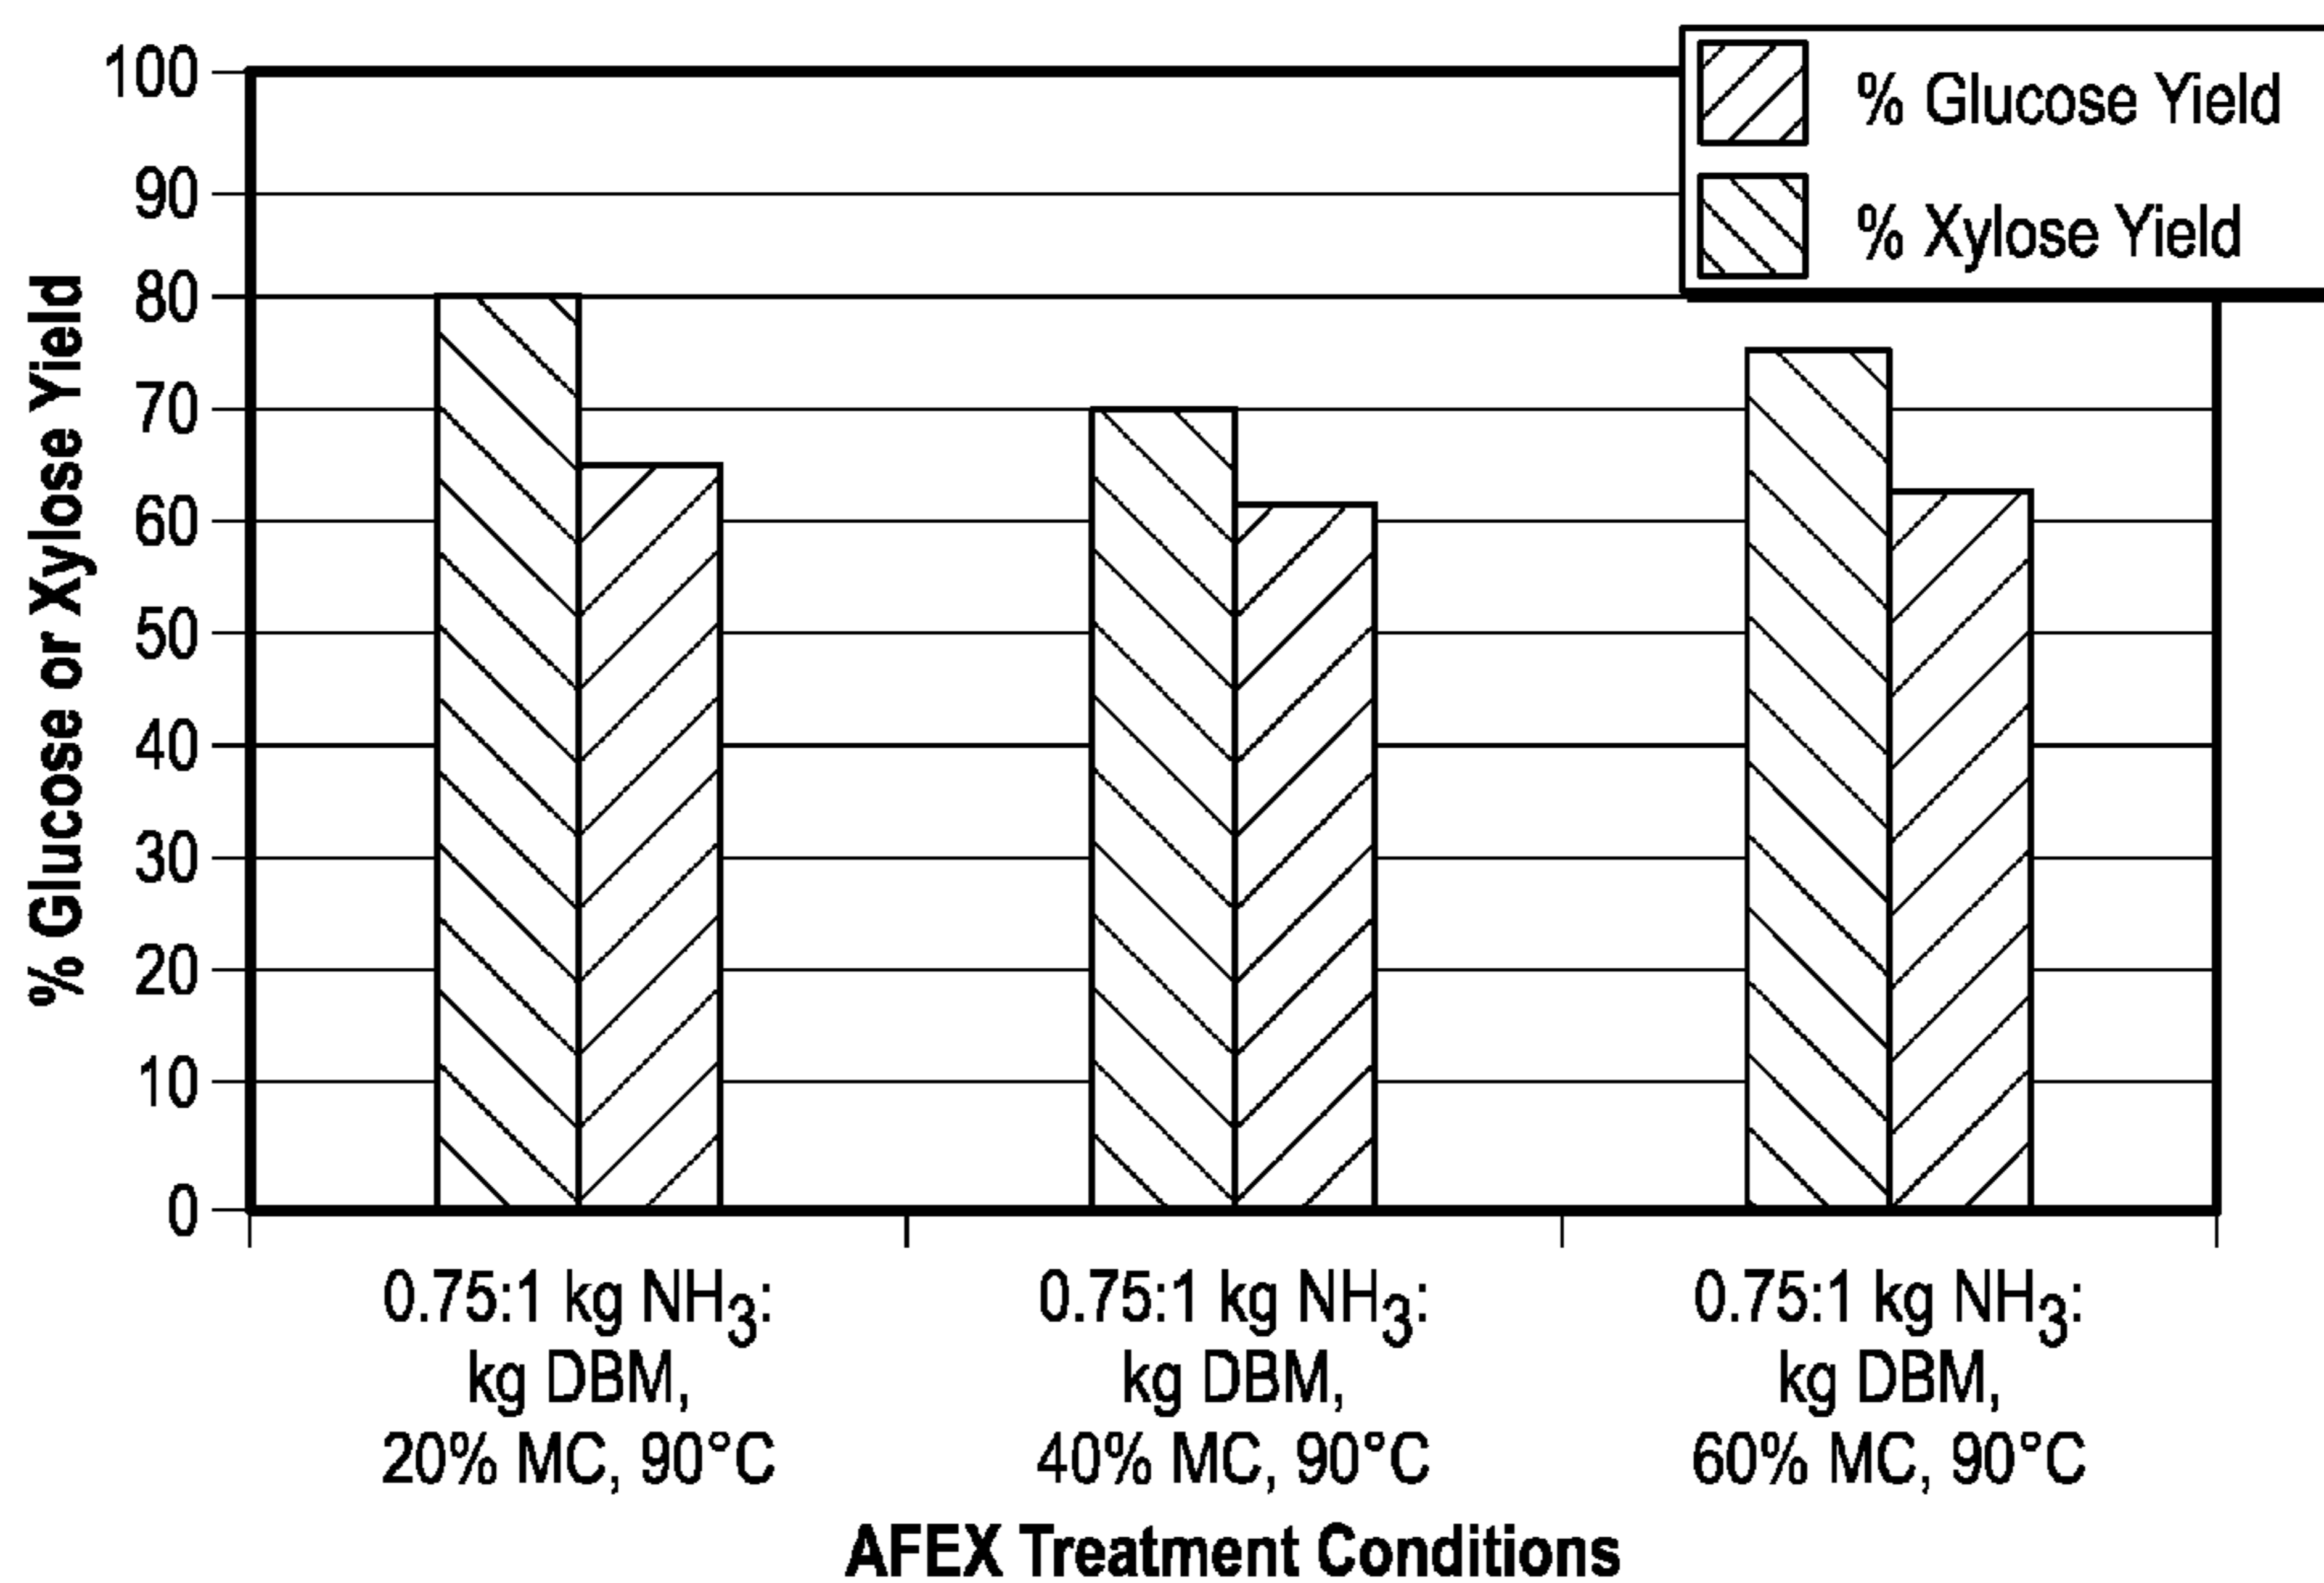 % Glucose Yield
% Xylose Yield
% Glucose or Xylose Yield
100
90
80
70
60
50
40
30
20
10
0
0.75:1 kg NH3:
kg DBM,
20% MC, 90°C
0.75:1 kg NH3:
kg DBM,
40% MC, 90°C
0.75:1 kg NH3:
kg DBM,
60% MC, 90°C
AFEX Treatment Conditions